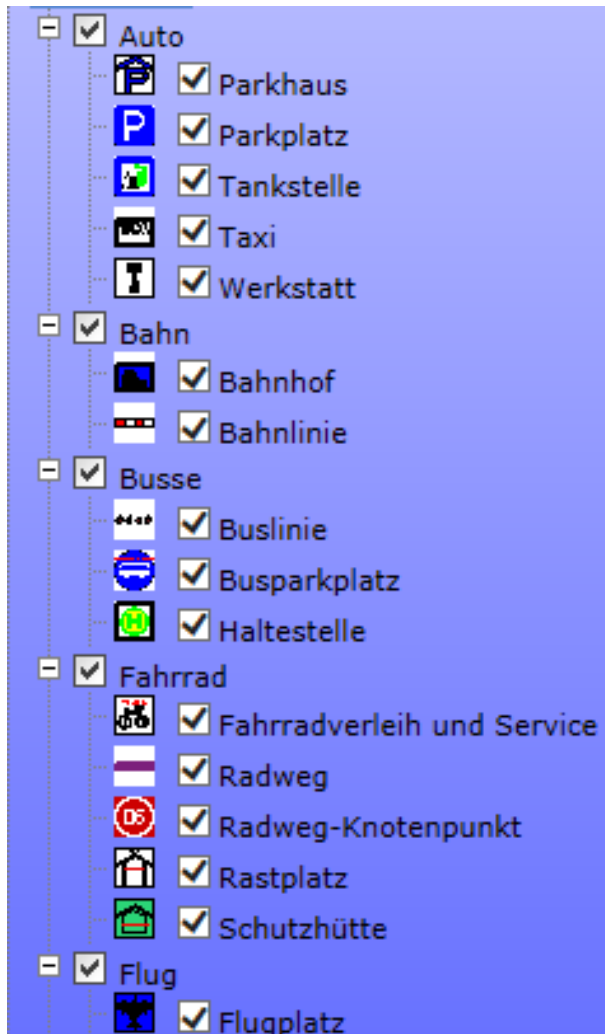 Auto
Parkhaus
Parkplatz
Tankstelle
Taxi
Werkstatt
Bahn
Bahnhof
Bahnlinie
Busse
Buslinie
Busparkplatz
Haltestelle
Fahrrad
Fahrradverleih und Service
Radweg
Radweg-Knotenpunkt
Rastplatz
Schutzhütte
Flug
Flugplatz